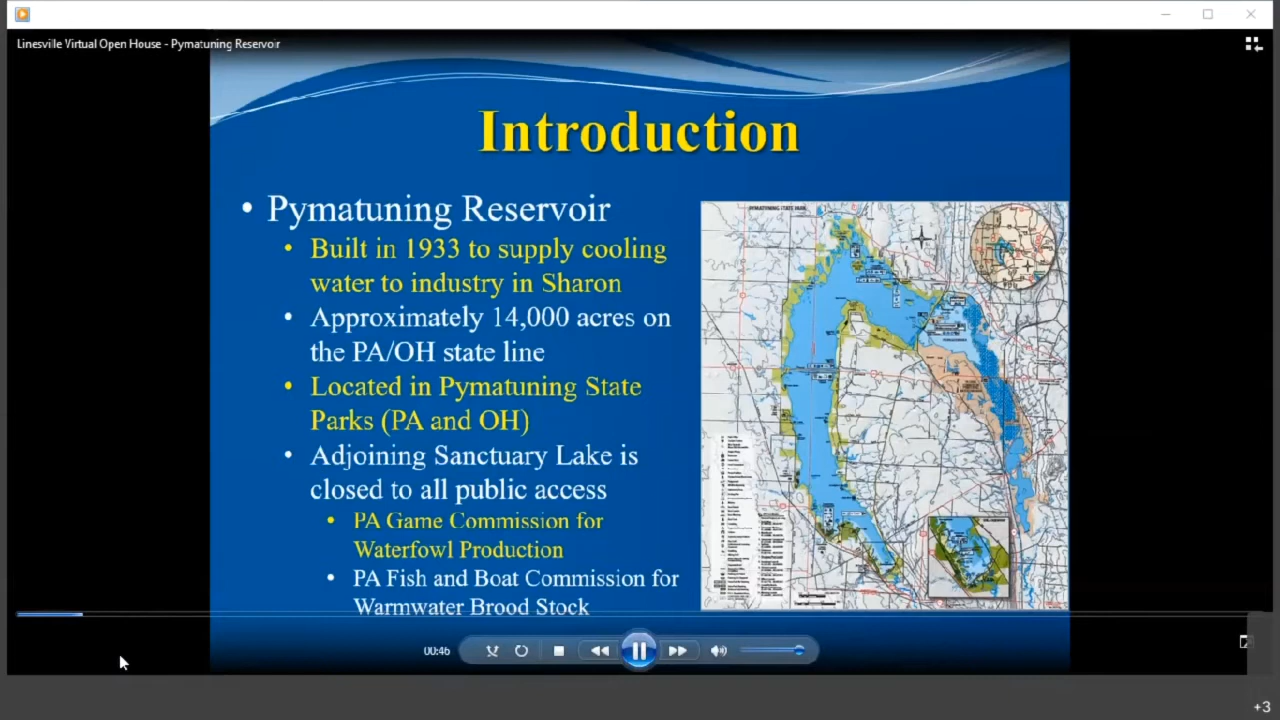 Linesville Virtual Open House - Pymatuning Reservoir
Introduction
• Pymatuning Reservoir
• Built in 1933 to supply cooling
water to industry in Sharon
• Approximately 14,000 acres on
the PA/OH state line
• Located in Pymatuning State
Parks (PA and OH)
• Adjoining Sanctuary Lake is
closed to all public access
• PA Game Commission for
Waterfowl Production
• PA Fish and Boat Commission for
Warmwater Brood Stock
PYMATUNING STATE PARK
00:46
+3